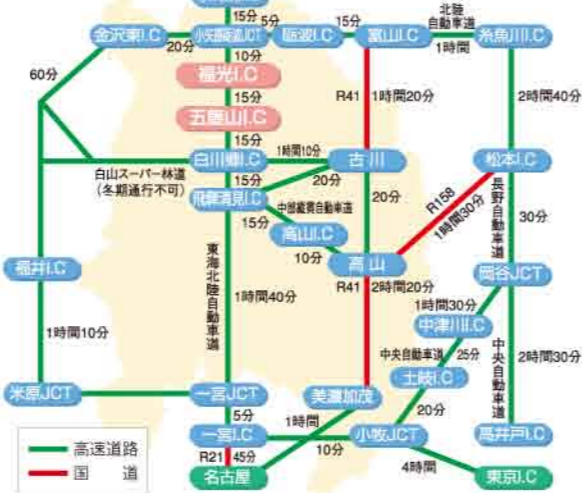 15分
5分
15分
北陸
自動車道
金沢東I.C
20分
小矢部砺波JCT
砺波I.C
富山I.C
1時間
糸魚川I.C
10分
60分
福光I.C
15分
R41
1時間20分
2時間40分
五箇山I.C
15分
白川郷I.C
1時間10分
古川
松本I.C
白山スーパー林道
(冬期通行不可)
15分
20分
飛騨清見I.C
中部縦貫自動車道
20分
R158
1時間30分
長野自動車道
30分
15分
高山I.C
10分
高山
福井I.C
東海北陸自動車道
1時間40分
R41
2時間20分
岡谷JCT
1時間30分
中津川I.C
1時間10分
中央自動車道
25分
中央自動車道
2時間30分
土岐I.C
米原JCT
一宮JCT
美濃加茂
20分
5分
1時間
一宮I.C
10分
小牧JCT
高井戸I.C
高速道路
国道
R21
45分
名古屋
4時間
東京I.C